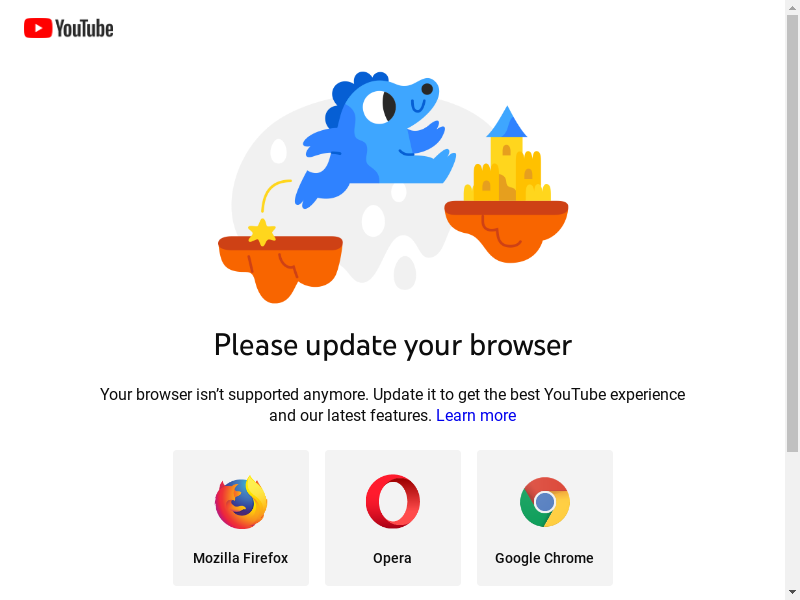 YouTube
Please update your browser
Your browser isn’t supported anymore. Update it to get the best YouTube experience
and our latest features. Learn more
Mozilla Firefox
Opera
Google Chrome